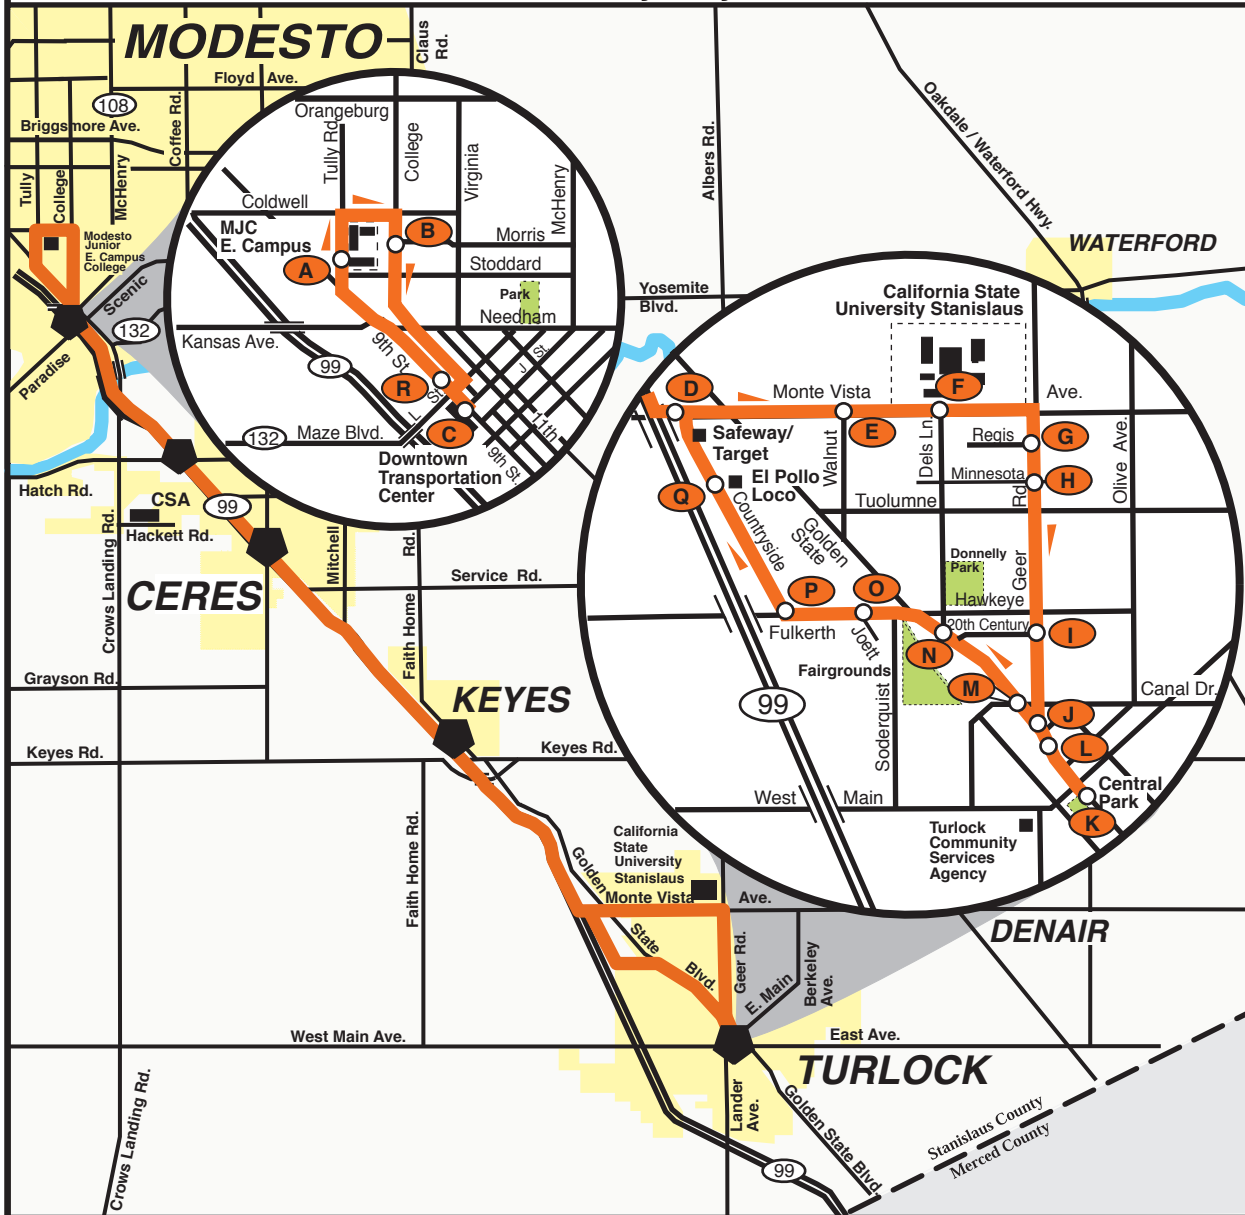 MODESTO
Claus
Rd.
Floyd Ave.
108
Briggsmore Ave.
Coffee Rd.
Tully
College
McHenry
Modesto
Junior
E. Campus
College
Scenic
132
Paradise
Orangeburg
Tully Rd.
College
Virginia
McHenry
Coldwell
MJC
E. Campus
B
Morris
A
Stoddard
Park
Needham
Kansas Ave.
9th St.
99
R
J St.
L St.
11th
132
Maze Blvd.
C
9th St.
Downtown
Transportation
Center
Albers Rd.
Oakdale / Waterford Hwy.
WATERFORD
Yosemite
Blvd.
California State
University Stanislaus
D
Monte Vista
F
Ave.
E
Regis
G
Safeway/
Target
Walnut
Dels Ln.
Olive Ave.
El Pollo
Loco
Minnesota
H
Q
Tuolumne
Geer Rd
Countryside
Golden
State
Donnelly
Park
P
O
Hawkeye
Fulkerth
Joett
20th Century
I
N
Fairgrounds
M
Canal Dr.
Soderquist
J
L
99
West Main
Central
Park
K
Turlock
Community
Services
Agency
Hatch Rd.
CSA
99
Hackett Rd.
Crows Landing Rd.
Mitchell
Rd.
CERES
Service Rd.
Faith Home
Grayson Rd.
KEYES
Keyes Rd.
Keyes Rd.
Faith Home Rd.
California
State
University
Stanislaus
Golden
State
Blvd.
Monte Vista
Ave.
Geer Rd.
E. Main
Berkeley
Ave.
DENAIR
West Main Ave.
East Ave.
TURLOCK
Lander
Ave.
Golden State Blvd.
99
Crows Landing Rd.
Stanislaus County
Merced County